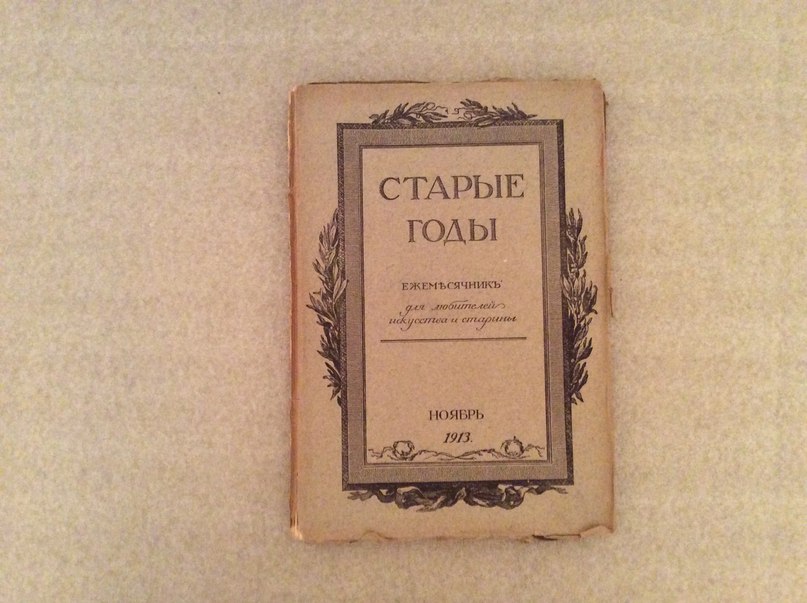 СТАРЫЕ
ГОДЫ
ЕЖЕМѢСЯЧНИКЪ
для любителей
искусства и старины
НОЯБРЬ
1913.